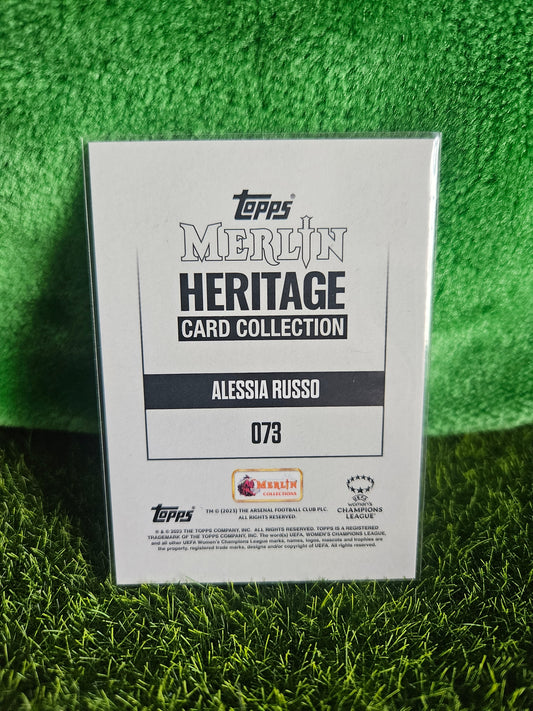 Topps®
MERLIN
HERITAGE
CARD COLLECTION
ALESSIA RUSSO
073
MERLIN
COLLECTIONS
UEFA
WOMEN'S
CHAMPIONS
LEAGUE™
Topps®
TM © (2023) THE ARSENAL FOOTBALL CLUB PLC.
ALL RIGHTS RESERVED.
® & © 2023 THE TOPPS COMPANY, INC. ALL RIGHTS RESERVED. TOPPS IS A REGISTERED
TRADEMARK OF THE TOPPS COMPANY, INC. The word(s) UEFA, WOMEN'S CHAMPIONS LEAGUE,
and all other UEFA Women's Champions League marks, names, logos, mascots and trophies are
the property, registered trade marks, designs and/or copyright of UEFA. All rights reserved.